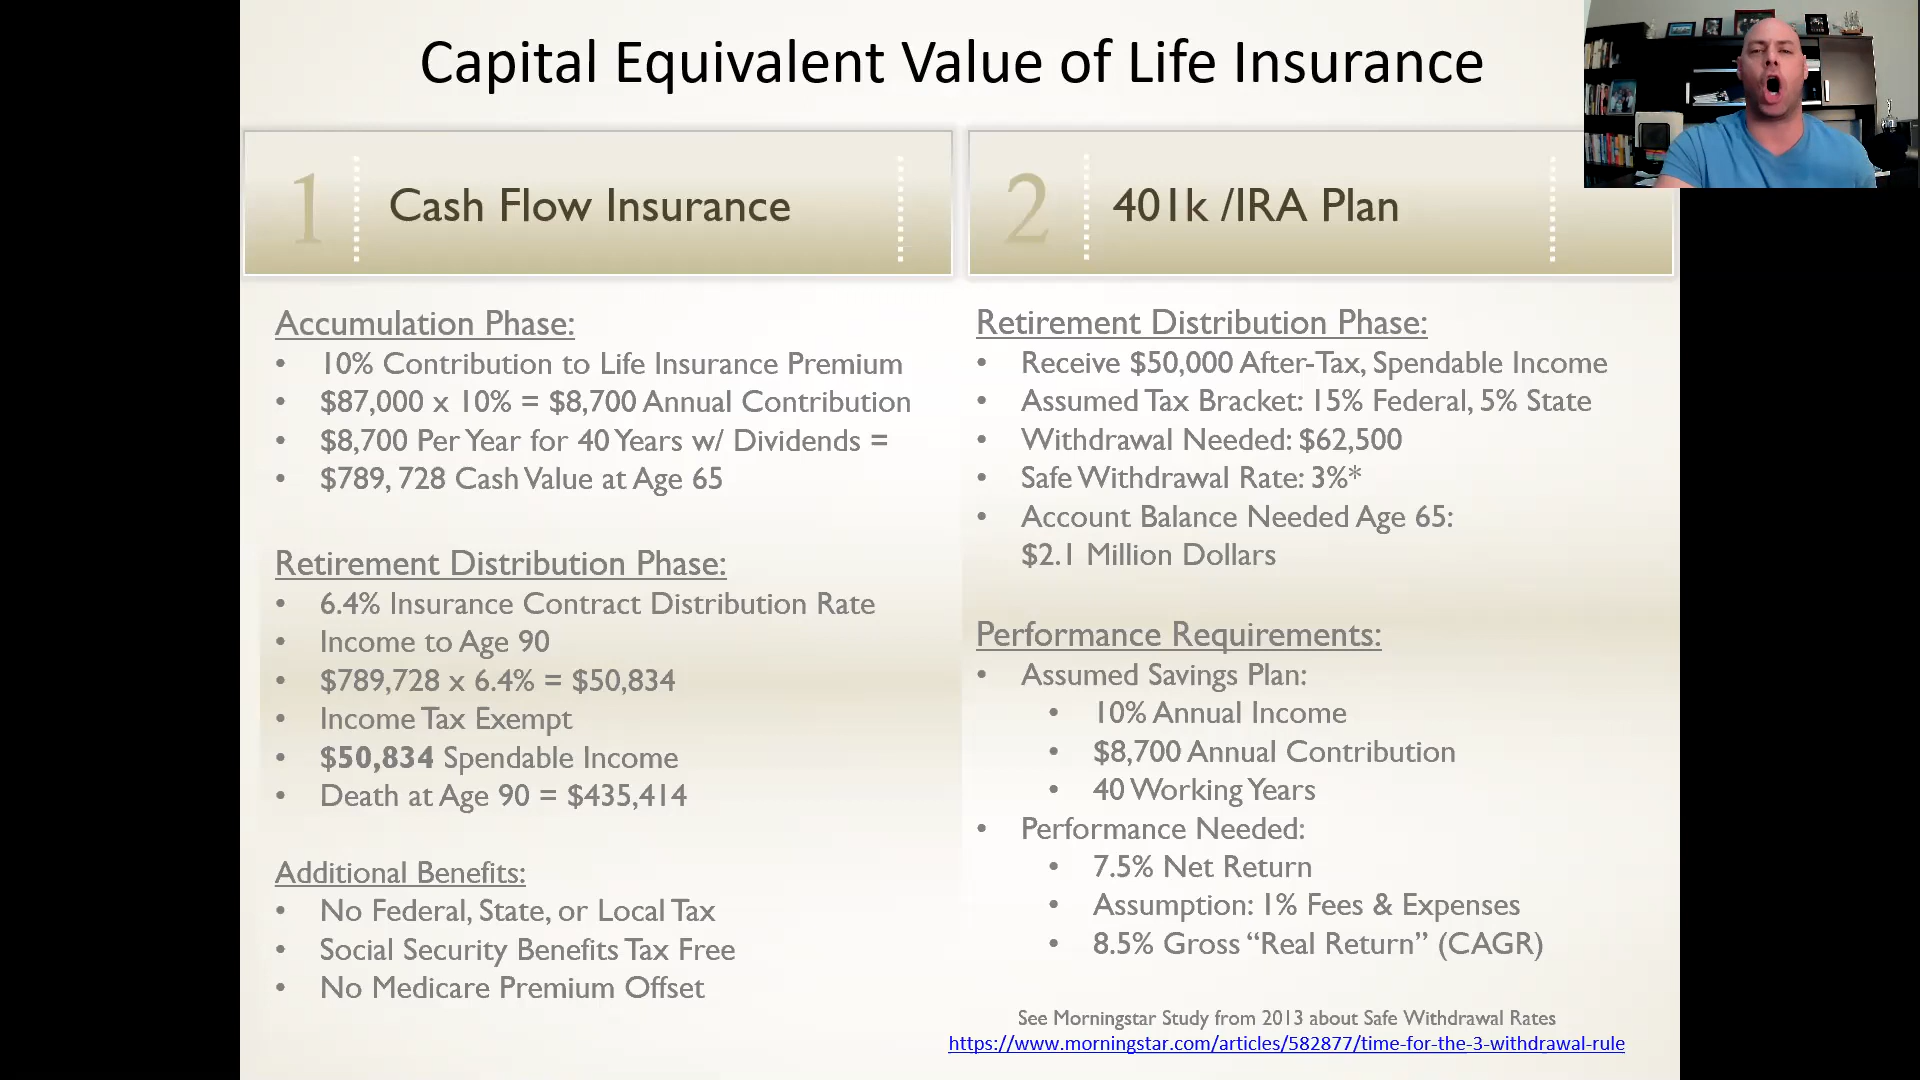 Capital Equivalent Value of Life Insurance
1 Cash Flow Insurance
Accumulation Phase:
• 10% Contribution to Life Insurance Premium
• $87,000 x 10% = $8,700 Annual Contribution
• $8,700 Per Year for 40 Years w/ Dividends =
• $789, 728 Cash Value at Age 65
Retirement Distribution Phase:
• 6.4% Insurance Contract Distribution Rate
• Income to Age 90
• $789,728 x 6.4% = $50,834
• Income Tax Exempt
• $50,834 Spendable Income
• Death at Age 90 = $435,414
Additional Benefits:
• No Federal, State, or Local Tax
• Social Security Benefits Tax Free
• No Medicare Premium Offset
2 401k /IRA Plan
Retirement Distribution Phase:
• Receive $50,000 After-Tax, Spendable Income
• Assumed Tax Bracket: 15% Federal, 5% State
• Withdrawal Needed: $62,500
• Safe Withdrawal Rate: 3%*
• Account Balance Needed Age 65:
$2.1 Million Dollars
Performance Requirements:
• Assumed Savings Plan:
• 10% Annual Income
• $8,700 Annual Contribution
• 40 Working Years
• Performance Needed:
• 7.5% Net Return
• Assumption: 1% Fees & Expenses
• 8.5% Gross “Real Return” (CAGR)
See Morningstar Study from 2013 about Safe Withdrawal Rates
https://www.morningstar.com/articles/582877/time-for-the-3-withdrawal-rule